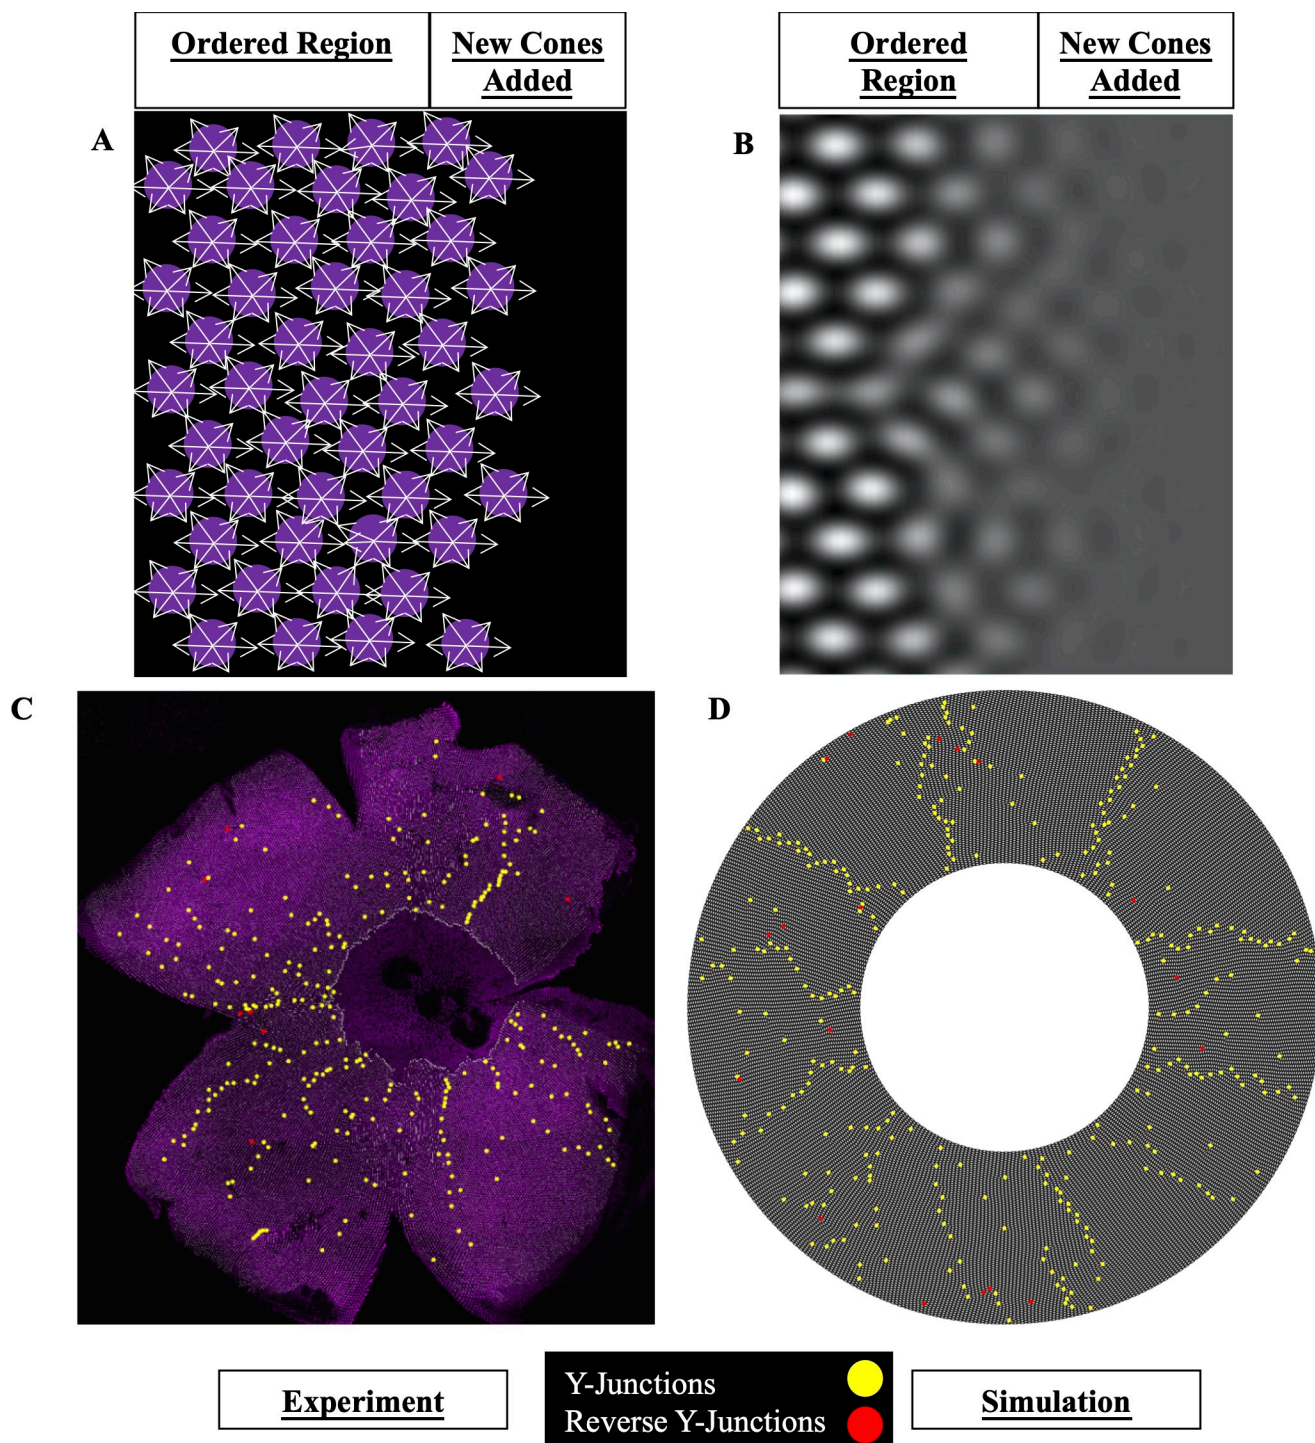 Ordered Region
New Cones
Added
Ordered
Region
New Cones
Added
A
B
C
D
Experiment
Y-Junctions
Reverse Y-Junctions
Simulation